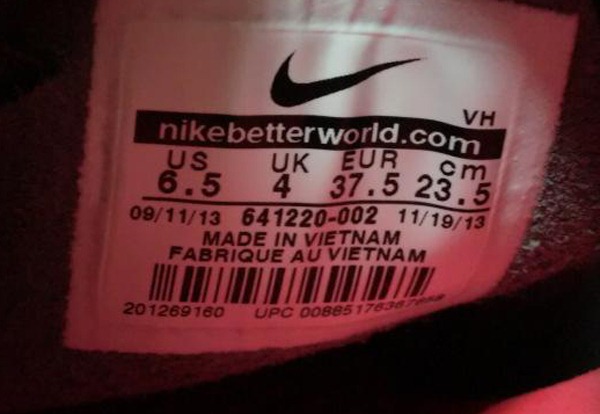 VH
nikebetterworld.com
US UK EUR cm
6.5 4 37.5 23.5
09/11/13 641220-002 11/19/13
MADE IN VIETNAM
FABRIQUE AU VIETNAM
201269160 UPC